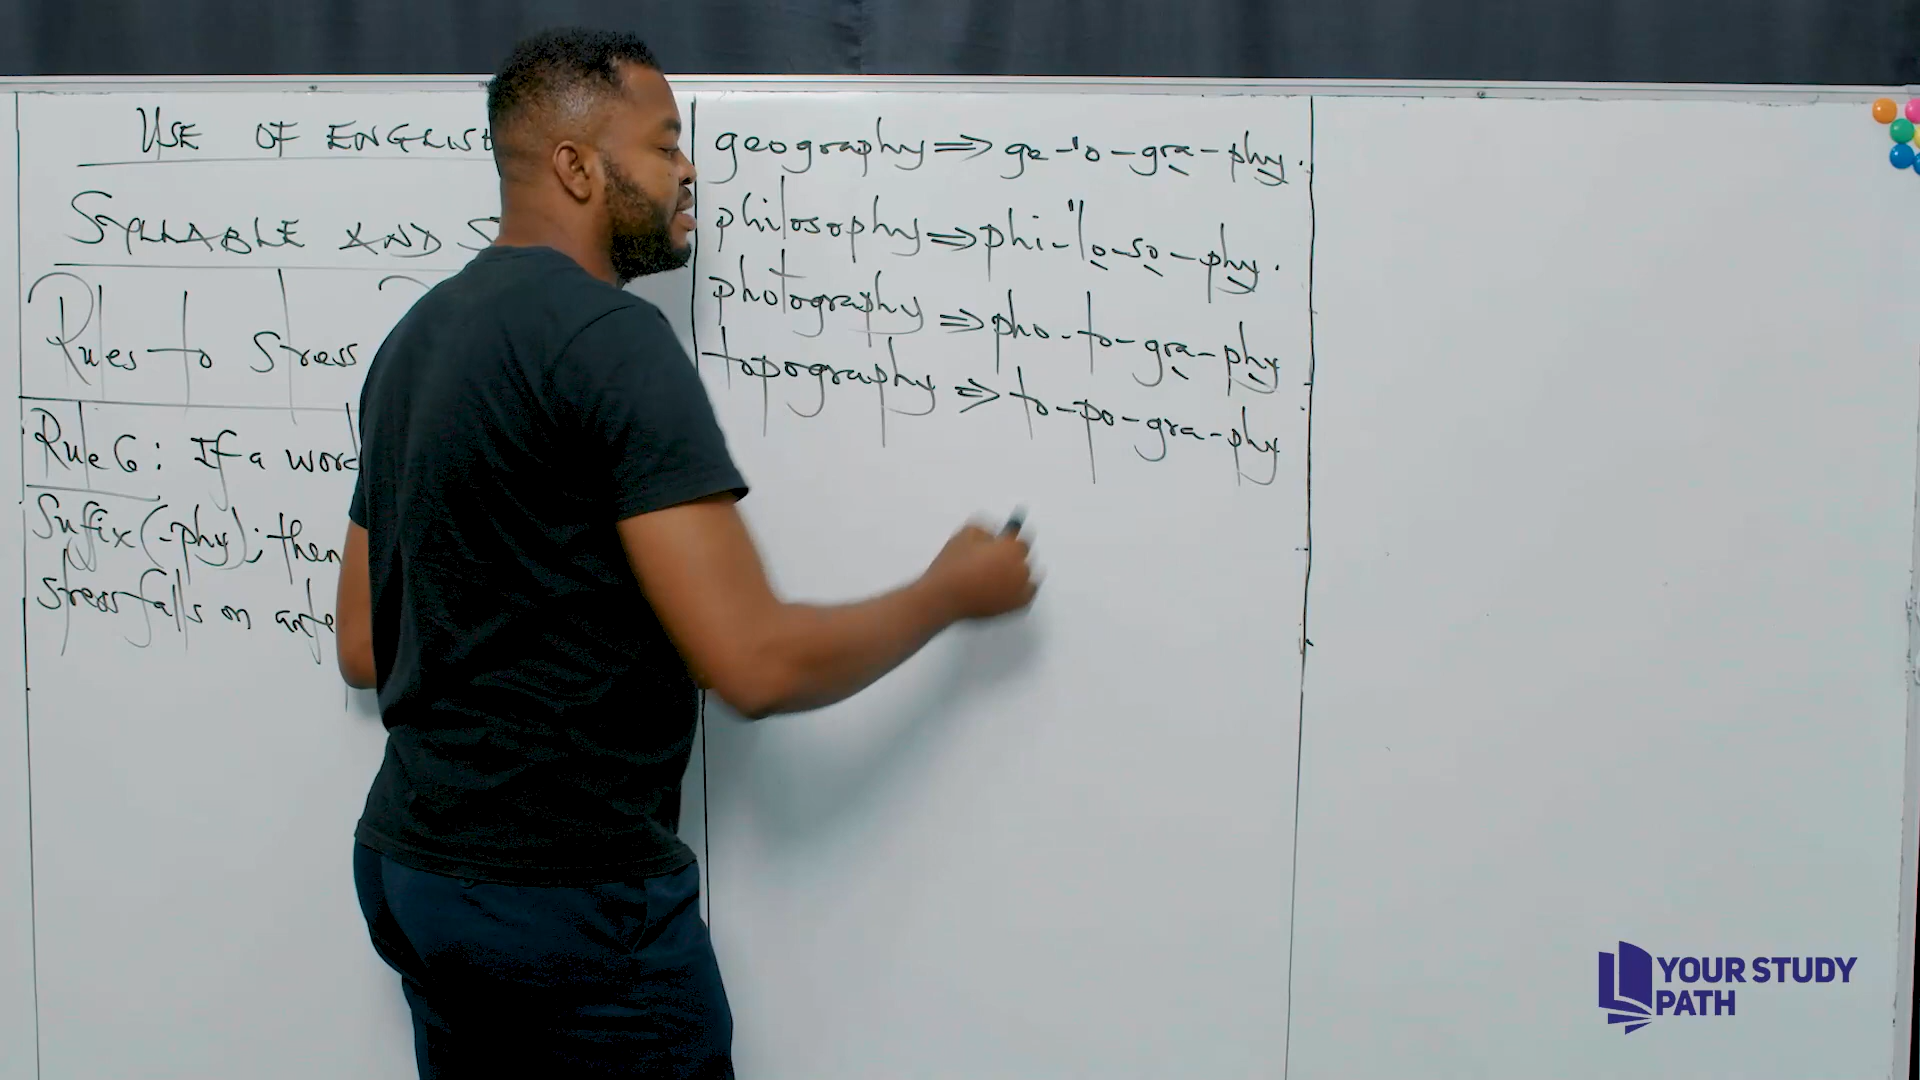 USE OF ENGLIS
SYLLABLE AND S
Rules to Stress
Rule 6: If a word
Suffix (-phy); then
stress falls on ante
geography ⇒ ge-'o-gra-phy.
philosophy ⇒ phi-'lo-so-phy.
photography ⇒ pho-to-gra-phy
topography ⇒ to-po-gra-phy
YOUR STUDY
PATH